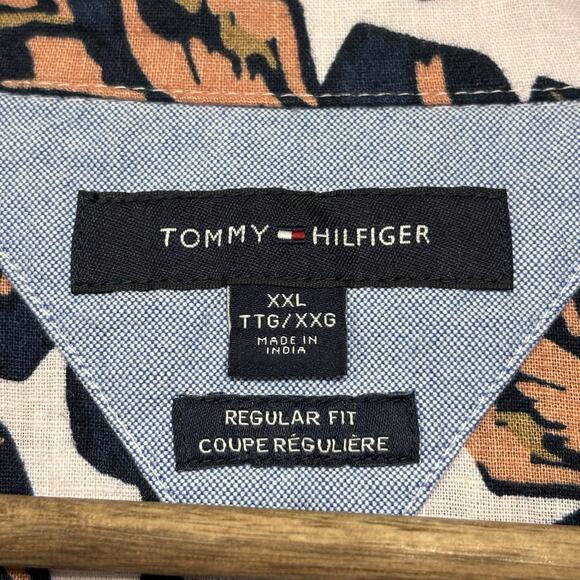 TOMMY HILFIGER
XXL
TTG/XXG
MADE IN
INDIA
REGULAR FIT
COUPE RÉGULIÈRE